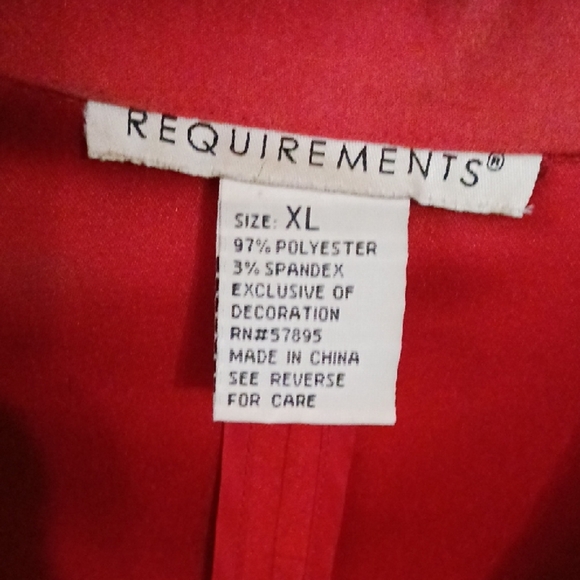 REQUIREMENTS®
SIZE: XL
97% POLYESTER
3% SPANDEX
EXCLUSIVE OF
DECORATION
RN#57895
MADE IN CHINA
SEE REVERSE
FOR CARE